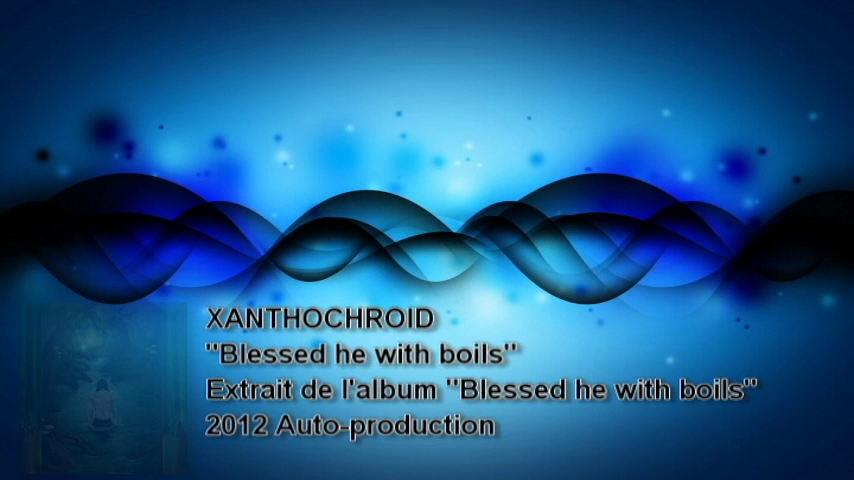 XANTHOCHROID
"Blessed he with boils"
Extrait de l'album "Blessed he with boils"
2012 Auto-production